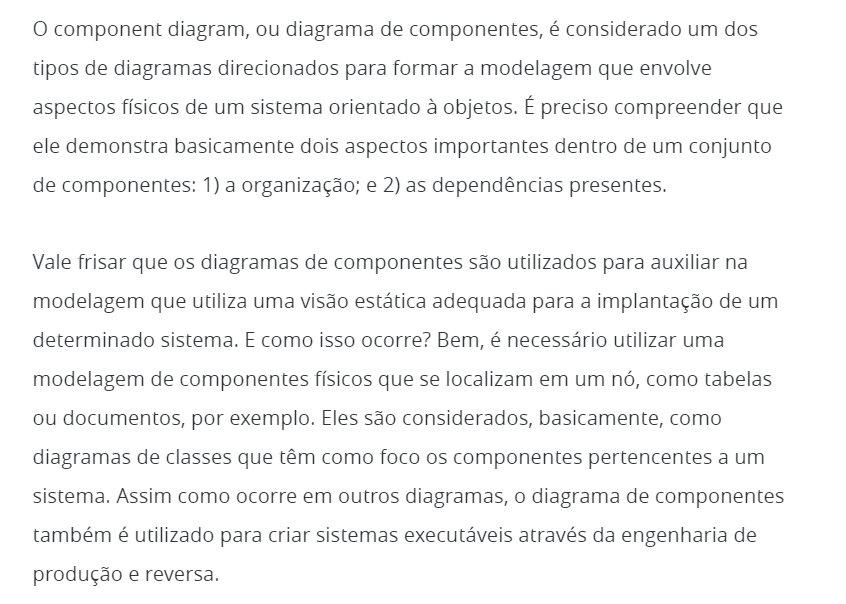 O component diagram, ou diagrama de componentes, é considerado um dos
tipos de diagramas direcionados para formar a modelagem que envolve
aspectos físicos de um sistema orientado à objetos. É preciso compreender que
ele demonstra basicamente dois aspectos importantes dentro de um conjunto
de componentes: 1) a organização; e 2) as dependências presentes.
Vale frisar que os diagramas de componentes são utilizados para auxiliar na
modelagem que utiliza uma visão estática adequada para a implantação de um
determinado sistema. E como isso ocorre? Bem, é necessário utilizar uma
modelagem de componentes físicos que se localizam em um nó, como tabelas
ou documentos, por exemplo. Eles são considerados, basicamente, como
diagramas de classes que têm como foco os componentes pertencentes a um
sistema. Assim como ocorre em outros diagramas, o diagrama de componentes
também é utilizado para criar sistemas executáveis através da engenharia de
produção e reversa.